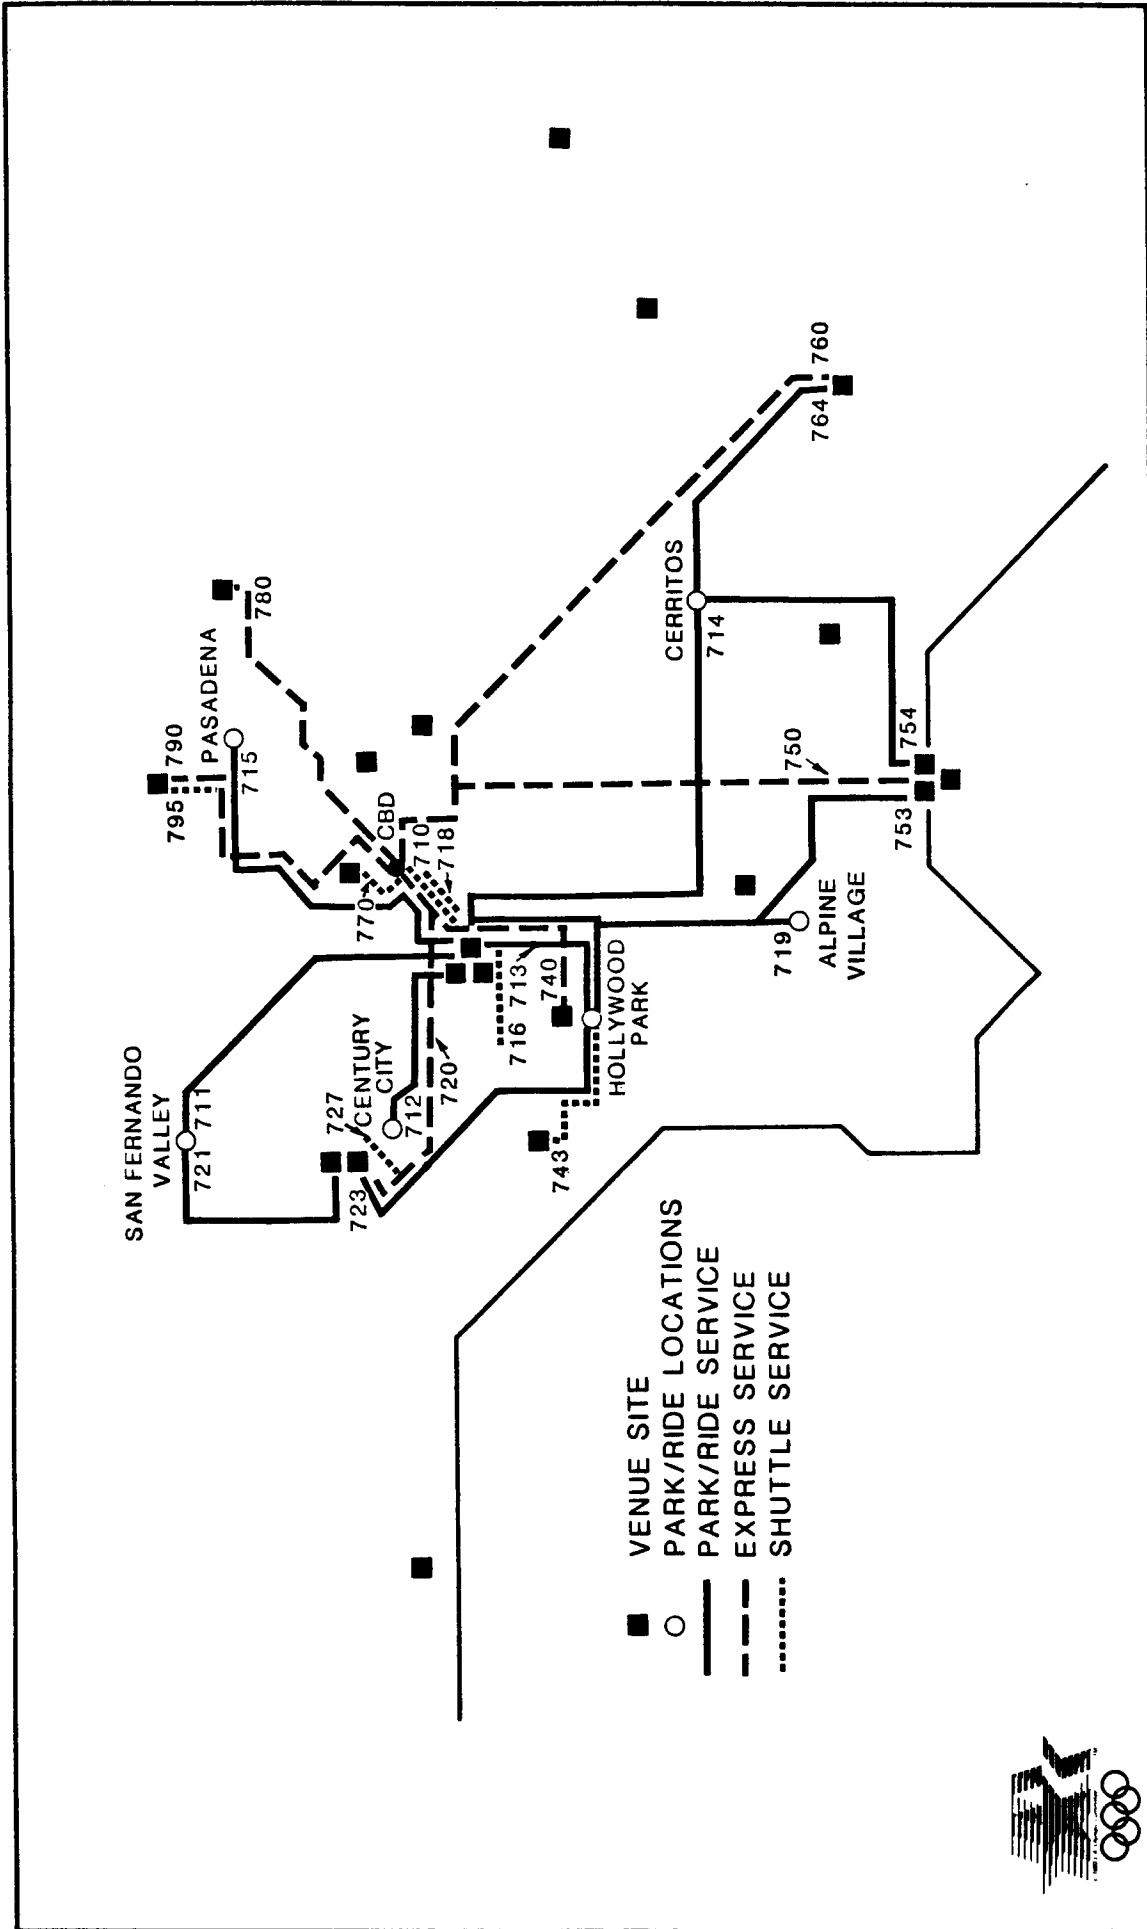 SAN FERNANDO
VALLEY
721
711
795
790
PASADENA
715
780
727
CENTURY
CITY
712
723
720
770
CBD
710
718
716
713
740
743
HOLLYWOOD
PARK
CERRITOS
714
764
760
719
ALPINE
VILLAGE
750
753
754
VENUE SITE
PARK/RIDE LOCATIONS
PARK/RIDE SERVICE
EXPRESS SERVICE
SHUTTLE SERVICE